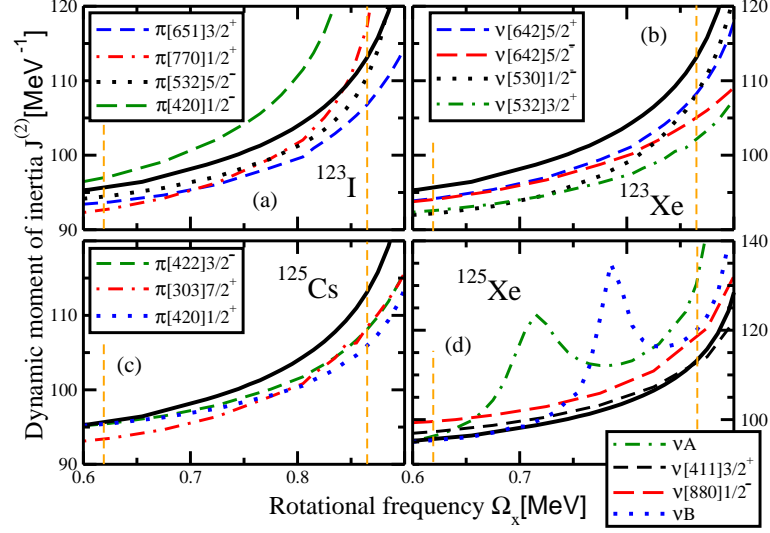 120
110
100
90
π[651]3/2⁺
π[770]1/2⁺
π[532]5/2⁻
π[420]1/2⁻
(a)
¹²³I
ν[642]5/2⁺
ν[642]5/2⁻
ν[530]1/2⁻
ν[532]3/2⁺
(b)
¹²³Xe
Dynamic moment of inertia J⁽²⁾[MeV⁻¹]
110
100
90
π[422]3/2⁻
π[303]7/2⁺
π[420]1/2⁺
¹²⁵Cs
(c)
0.6
0.7
0.8
¹²⁵Xe
(d)
140
120
100
0.6
0.7
0.8
Rotational frequency Ωₓ[MeV]
νA
ν[411]3/2⁺
ν[880]1/2⁻
νB